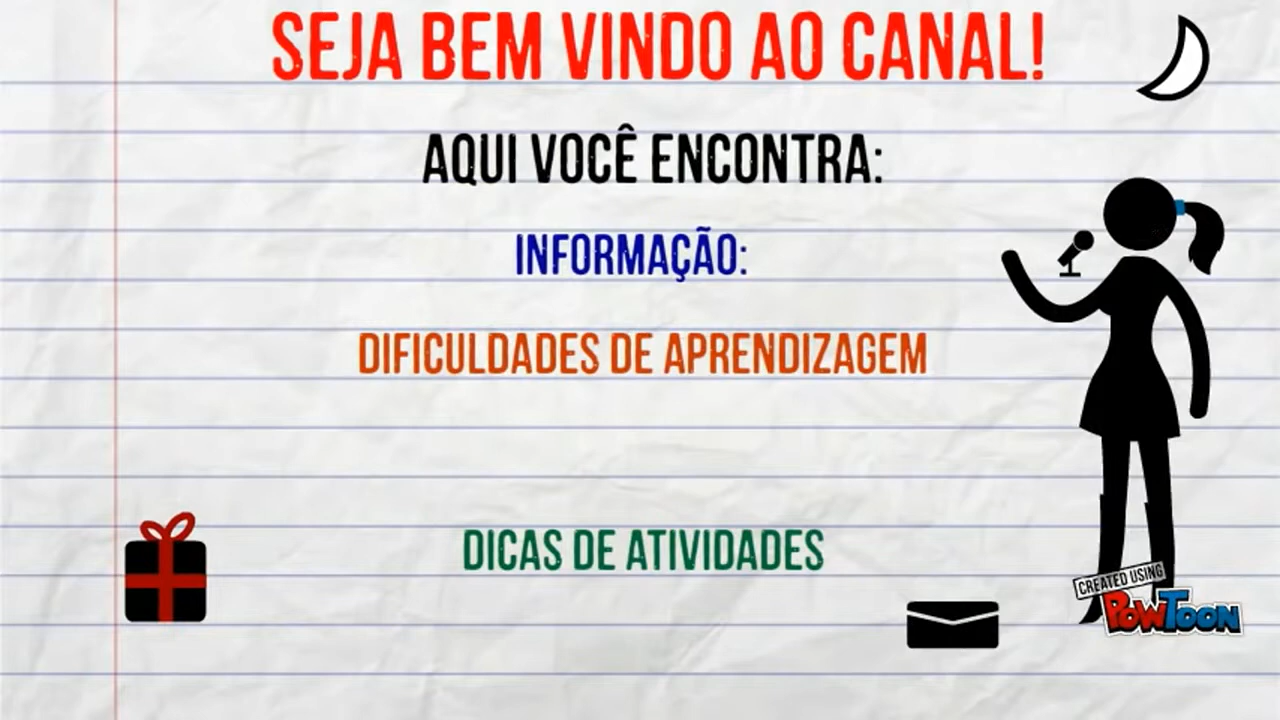 SEJA BEM VINDO AO CANAL!
AQUI VOCÊ ENCONTRA:
INFORMAÇÃO:
DIFICULDADES DE APRENDIZAGEM
DICAS DE ATIVIDADES
CREATED USING
POWTOON